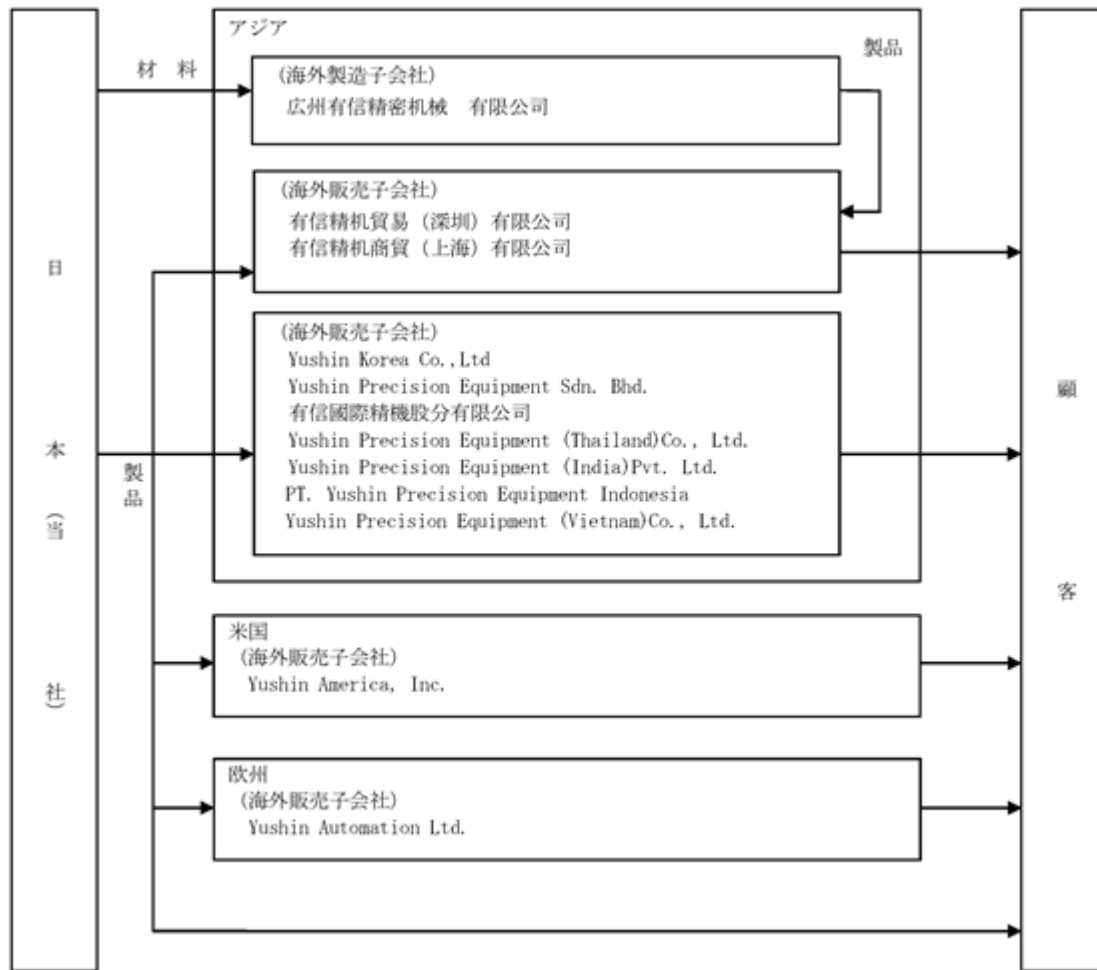 日本(当社)
材 料
製品
アジア
製品
(海外製造子会社)
広州有信精密机械 有限公司
(海外販売子会社)
有信精机貿易(深圳)有限公司
有信精机商貿(上海)有限公司
(海外販売子会社)
Yushin Korea Co.,Ltd
Yushin Precision Equipment Sdn. Bhd.
有信國際精機股分有限公司
Yushin Precision Equipment (Thailand)Co., Ltd.
Yushin Precision Equipment (India)Pvt. Ltd.
PT. Yushin Precision Equipment Indonesia
Yushin Precision Equipment (Vietnam)Co., Ltd.
米国
(海外販売子会社)
Yushin America, Inc.
欧州
(海外販売子会社)
Yushin Automation Ltd.
顧客